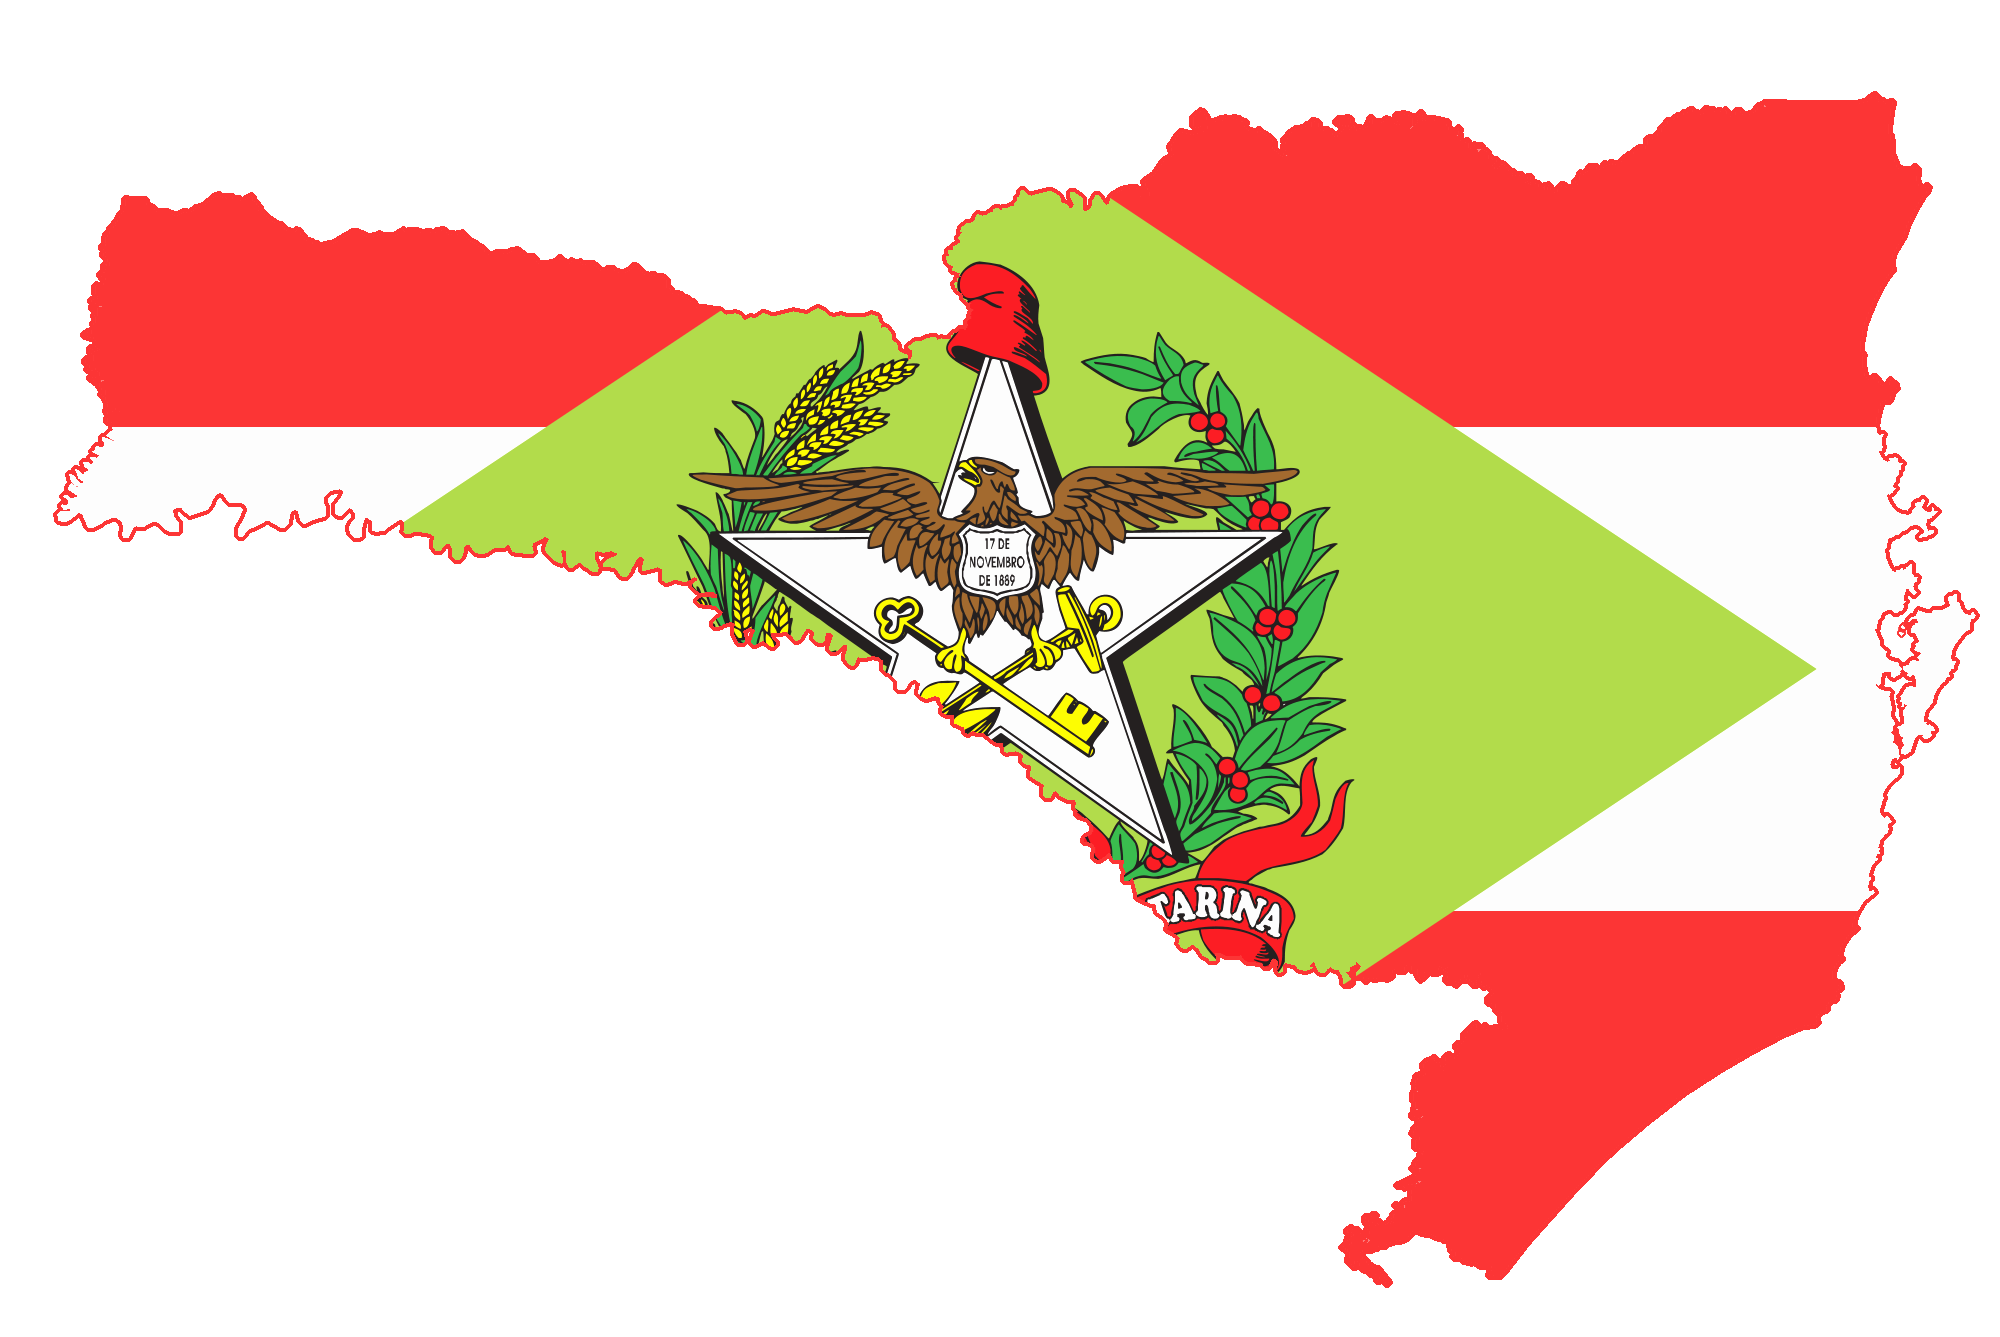 17 DE
NOVEMBRO
DE 1889
TARINA